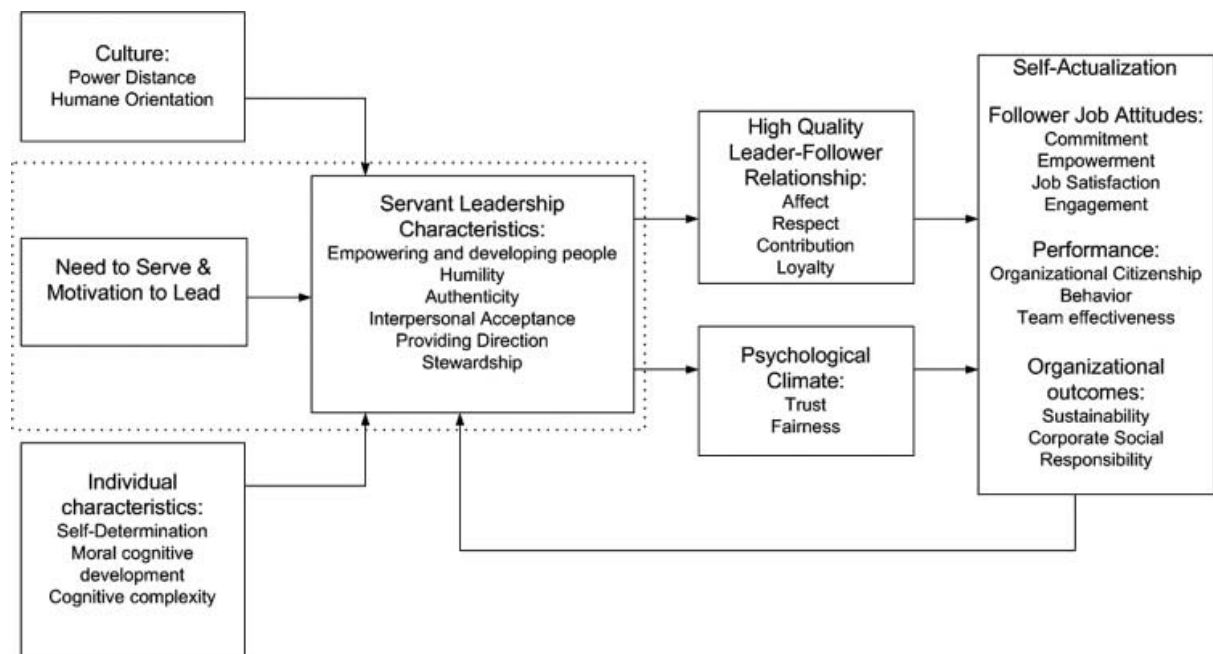 Culture:
Power Distance
Humane Orientation
Need to Serve &
Motivation to Lead
Individual
characteristics:
Self-Determination
Moral cognitive
development
Cognitive complexity
Servant Leadership
Characteristics:
Empowering and developing people
Humility
Authenticity
Interpersonal Acceptance
Providing Direction
Stewardship
High Quality
Leader-Follower
Relationship:
Affect
Respect
Contribution
Loyalty
Psychological
Climate:
Trust
Fairness
Self-Actualization
Follower Job Attitudes:
Commitment
Empowerment
Job Satisfaction
Engagement
Performance:
Organizational Citizenship
Behavior
Team effectiveness
Organizational
outcomes:
Sustainability
Corporate Social
Responsibility